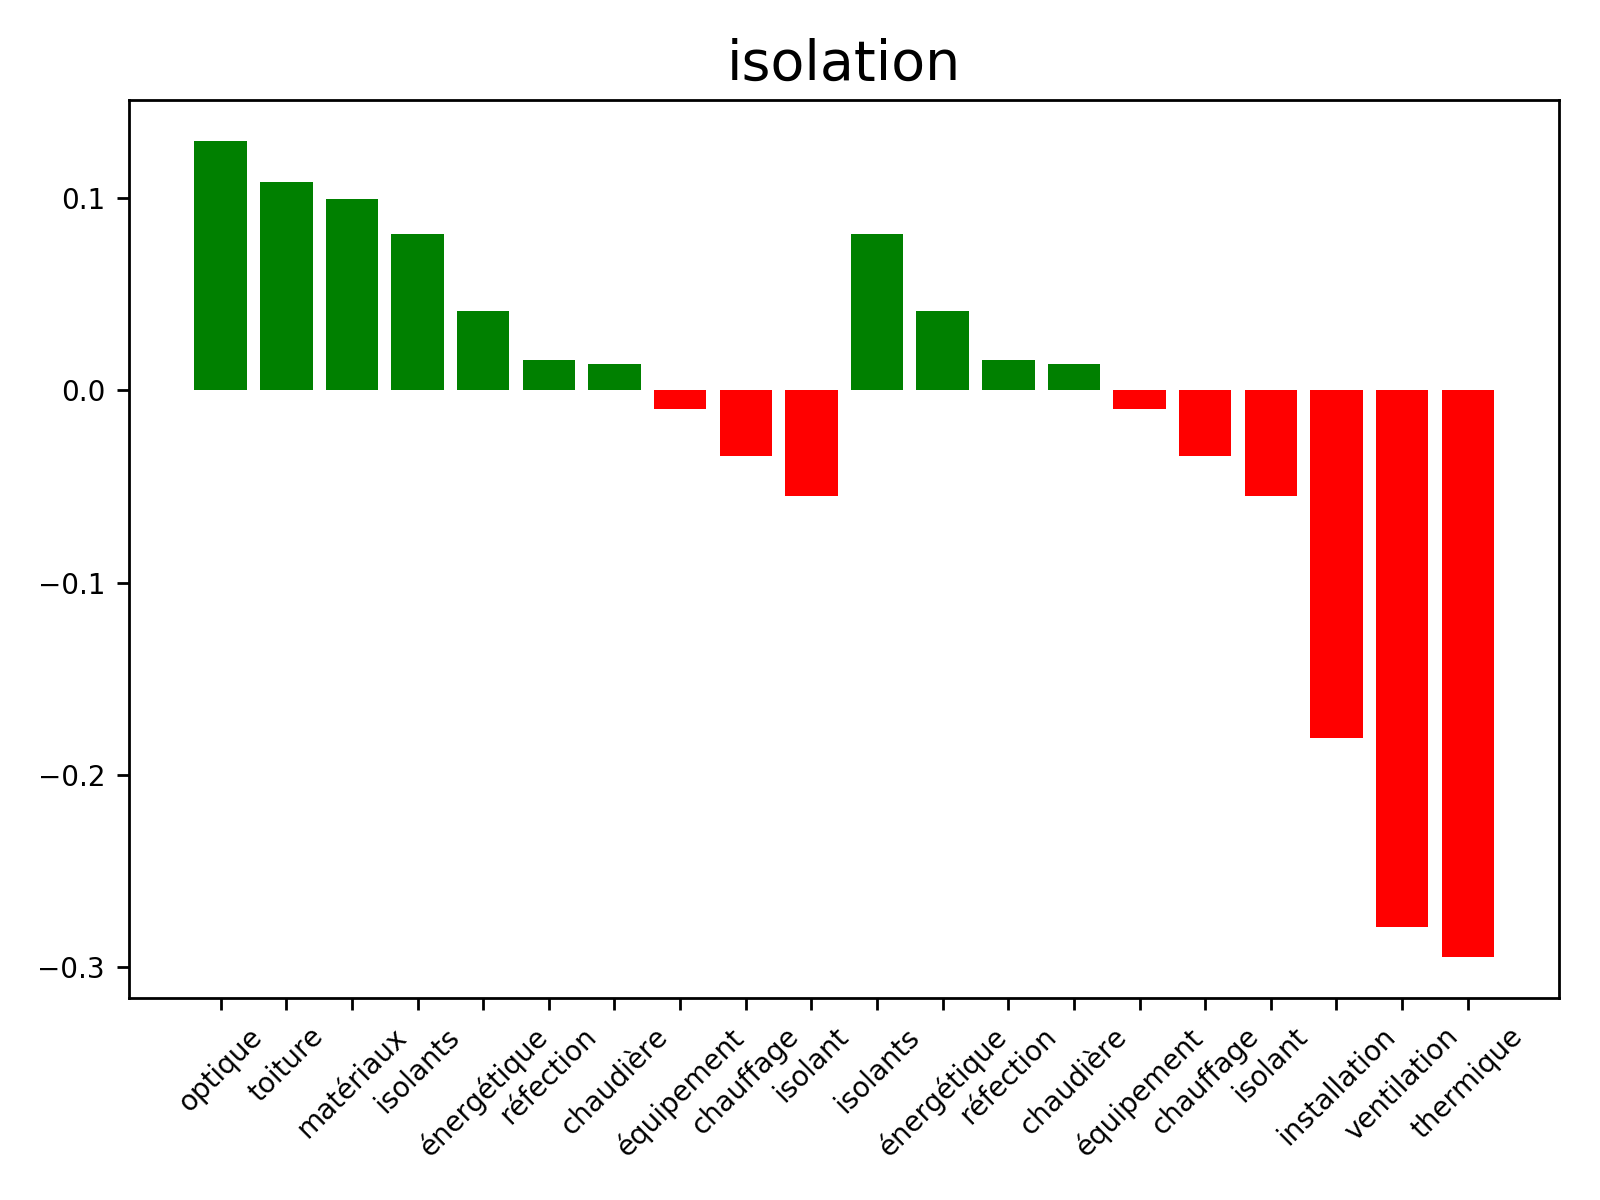 isolation
0.1
0.0
−0.1
−0.2
−0.3
optique
toiture
matériaux
isolants
énergétique
réfection
chaudière
équipement
chauffage
isolant
isolants
énergétique
réfection
chaudière
équipement
chauffage
isolant
installation
ventilation
thermique